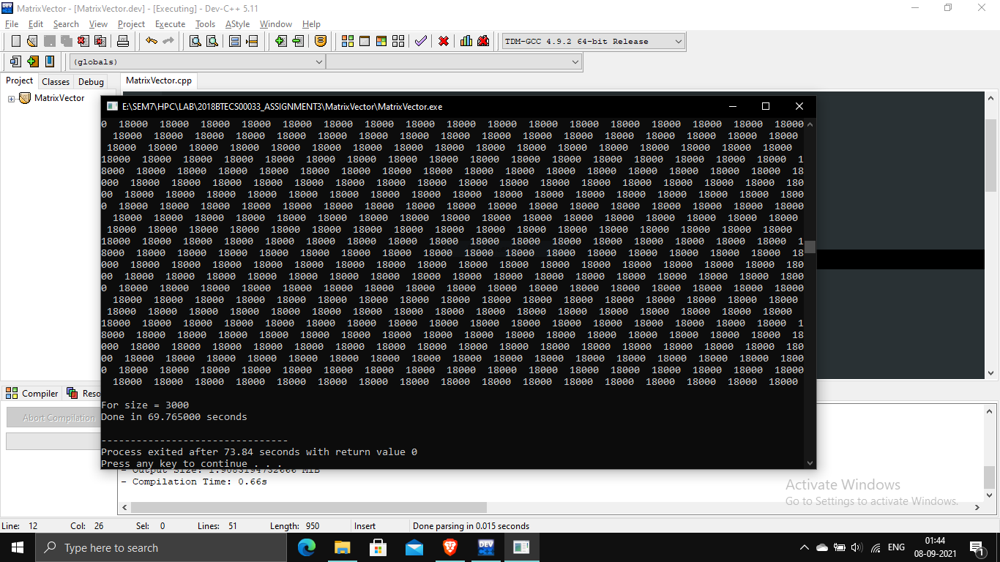 MatrixVector - [MatrixVector.dev] - [Executing] - Dev-C++ 5.11
File Edit Search View Project Execute Tools AStyle Window Help
TDM-GCC 4.9.2 64-bit Release
(globals)
Project Classes Debug MatrixVector.cpp
MatrixVector
E:\SEM7\HPC\LAB\2018BTECS00033_ASSIGNMENT3\MatrixVector\MatrixVector.exe
0  18000  18000  18000  18000  18000  18000  18000  18000  18000  18000  18000  18000  18000  18000  18000  18000  18000
18000  18000  18000  18000  18000  18000  18000  18000  18000  18000  18000  18000  18000  18000  18000  18000  18000
18000  18000  18000  18000  18000  18000  18000  18000  18000  18000  18000  18000  18000  18000  18000  18000  18000
18000  18000  18000  18000  18000  18000  18000  18000  18000  18000  18000  18000  18000  18000  18000  18000  18000  1
8000  18000  18000  18000  18000  18000  18000  18000  18000  18000  18000  18000  18000  18000  18000  18000  18000  18
000  18000  18000  18000  18000  18000  18000  18000  18000  18000  18000  18000  18000  18000  18000  18000  18000  180
00  18000  18000  18000  18000  18000  18000  18000  18000  18000  18000  18000  18000  18000  18000  18000  18000  1800
0  18000  18000  18000  18000  18000  18000  18000  18000  18000  18000  18000  18000  18000  18000  18000  18000  18000
18000  18000  18000  18000  18000  18000  18000  18000  18000  18000  18000  18000  18000  18000  18000  18000  18000
18000  18000  18000  18000  18000  18000  18000  18000  18000  18000  18000  18000  18000  18000  18000  18000  18000
18000  18000  18000  18000  18000  18000  18000  18000  18000  18000  18000  18000  18000  18000  18000  18000  18000  1
8000  18000  18000  18000  18000  18000  18000  18000  18000  18000  18000  18000  18000  18000  18000  18000  18000  18
000  18000  18000  18000  18000  18000  18000  18000  18000  18000  18000  18000  18000  18000  18000  18000  18000  180
00  18000  18000  18000  18000  18000  18000  18000  18000  18000  18000  18000  18000  18000  18000  18000  18000  1800
0  18000  18000  18000  18000  18000  18000  18000  18000  18000  18000  18000  18000  18000  18000  18000  18000  18000
18000  18000  18000  18000  18000  18000  18000  18000  18000  18000  18000  18000  18000  18000  18000  18000  18000
18000  18000  18000  18000  18000  18000  18000  18000  18000  18000  18000  18000  18000  18000  18000  18000  18000
18000  18000  18000  18000  18000  18000  18000  18000  18000  18000  18000  18000  18000  18000  18000  18000  18000  1
8000  18000  18000  18000  18000  18000  18000  18000  18000  18000  18000  18000  18000  18000  18000  18000  18000  18
000  18000  18000  18000  18000  18000  18000  18000  18000  18000  18000  18000  18000  18000  18000  18000  18000  180
00  18000  18000  18000  18000  18000  18000  18000  18000  18000  18000  18000  18000  18000  18000  18000  18000  1800
0  18000  18000  18000  18000  18000  18000  18000  18000  18000  18000  18000  18000  18000  18000  18000  18000  18000
18000  18000  18000  18000  18000  18000  18000  18000  18000  18000  18000  18000  18000  18000  18000  18000  18000
For size = 3000
Done in 69.765000 seconds
--------------------------------
Process exited after 73.84 seconds with return value 0
Press any key to continue . . .
Compiler Reso
Abort Compilation
- Output Size: 1.9083194732666 MiB
- Compilation Time: 0.66s
Activate Windows
Go to Settings to activate Windows.
Line: 12 Col: 26 Sel: 0 Lines: 51 Length: 950 Insert Done parsing in 0.015 seconds
Type here to search
DEV
ENG
01:44
08-09-2021
1